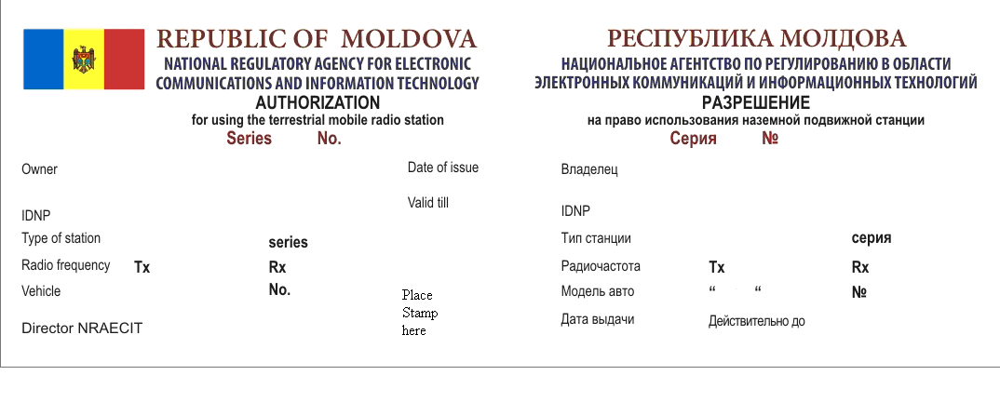 REPUBLIC OF MOLDOVA
NATIONAL REGULATORY AGENCY FOR ELECTRONIC
COMMUNICATIONS AND INFORMATION TECHNOLOGY
AUTHORIZATION
for using the terrestrial mobile radio station
Series No.
Owner Date of issue
Valid till
IDNP
Type of station series
Radio frequency Tx Rx
Vehicle No.
Place
Stamp
here
Director NRAECIT
РЕСПУБЛИКА МОЛДОВА
НАЦИОНАЛЬНОЕ АГЕНТСТВО ПО РЕГУЛИРОВАНИЮ В ОБЛАСТИ
ЭЛЕКТРОННЫХ КОММУНИКАЦИЙ И ИНФОРМАЦИОННЫХ ТЕХНОЛОГИЙ
РАЗРЕШЕНИЕ
на право использования наземной подвижной станции
Серия №
Владелец
IDNP
Тип станции серия
Радиочастота Tx Rx
Модель авто “ “ №
Дата выдачи Действительно до